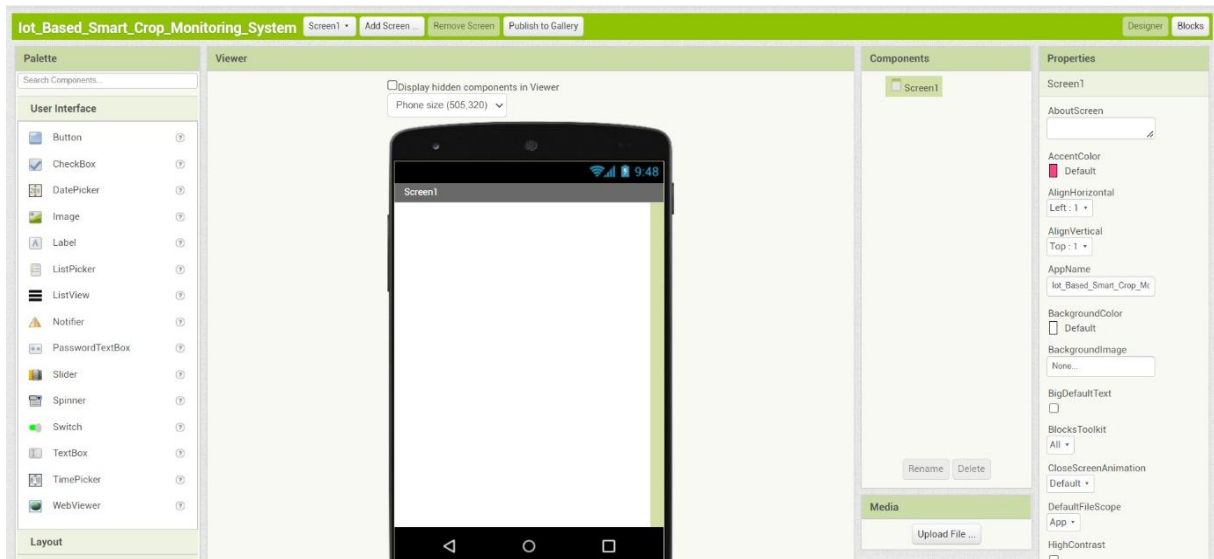 Iot_Based_Smart_Crop_Monitoring_System Screen1 Add Screen ... Remove Screen Publish to Gallery Designer Blocks
Palette
Search Components...
User Interface
Button
CheckBox
DatePicker
Image
Label
ListPicker
ListView
Notifier
PasswordTextBox
Slider
Spinner
Switch
TextBox
TimePicker
WebViewer
Layout
Viewer
Display hidden components in Viewer
Phone size (505,320)
9:48
Screen1
Components
Screen1
Rename Delete
Media
Upload File ...
Properties
Screen1
AboutScreen
AccentColor
Default
AlignHorizontal
Left : 1
AlignVertical
Top : 1
AppName
Iot_Based_Smart_Crop_Mc
BackgroundColor
Default
BackgroundImage
None...
BigDefaultText
BlocksToolkit
All
CloseScreenAnimation
Default
DefaultFileScope
App
HighContrast